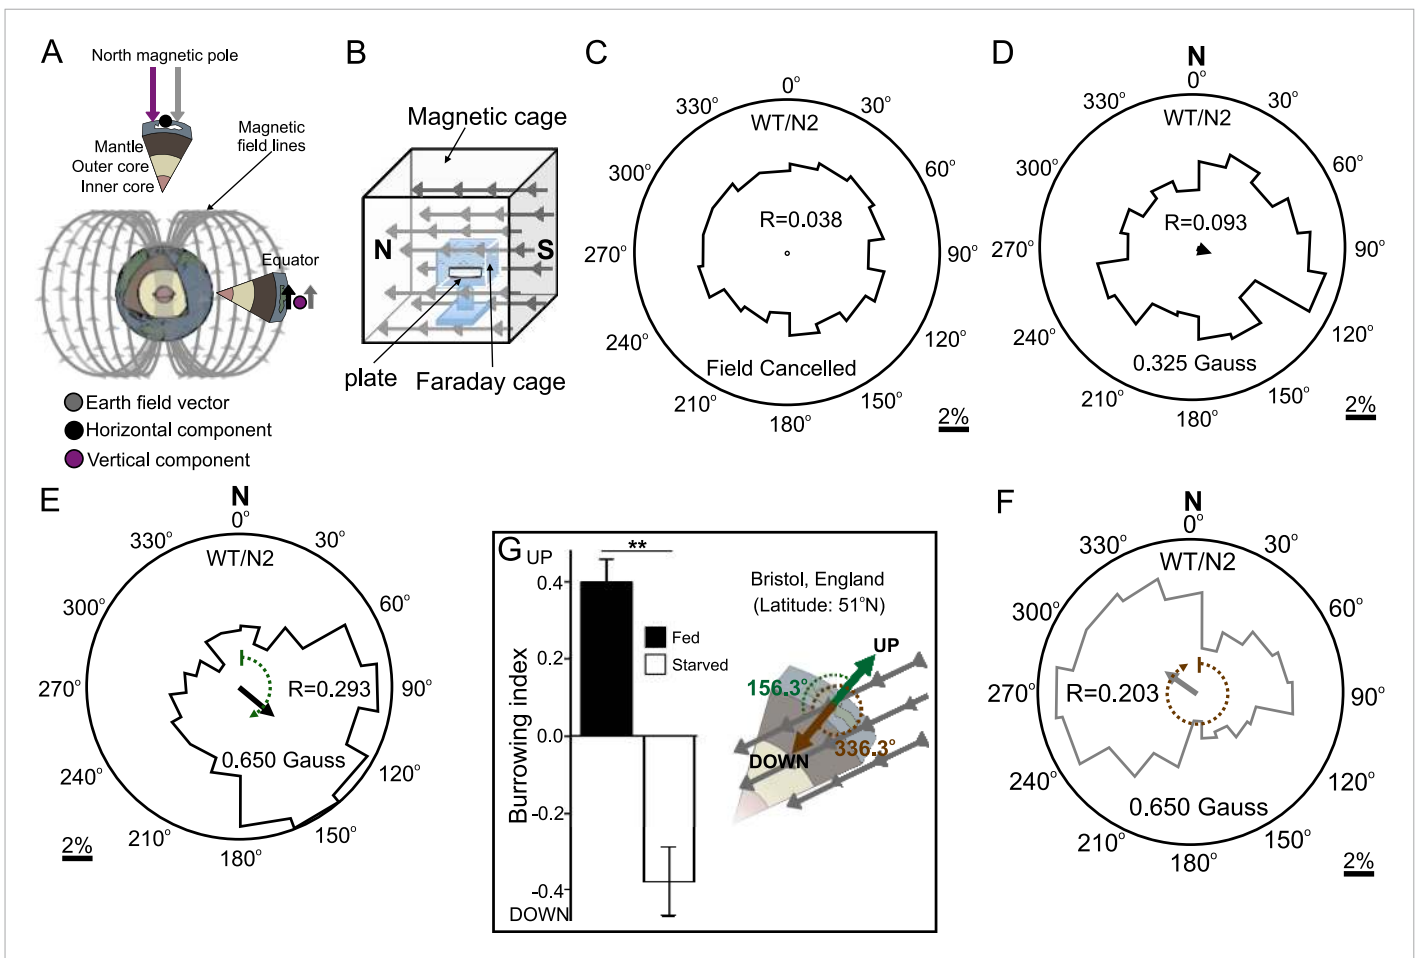 A
North magnetic pole
Mantle
Outer core
Inner core
Magnetic
field lines
Equator
Earth field vector
Horizontal component
Vertical component
B
Magnetic cage
N
S
plate
Faraday cage
C
0°
30°
60°
90°
120°
150°
180°
210°
240°
270°
300°
330°
WT/N2
R=0.038
Field Cancelled
2%
D
N
0°
30°
60°
90°
120°
150°
180°
210°
240°
270°
300°
330°
WT/N2
R=0.093
0.325 Gauss
2%
E
N
0°
30°
60°
90°
120°
150°
180°
210°
240°
270°
300°
330°
WT/N2
R=0.293
0.650 Gauss
2%
G
UP
**
0.4
0.2
0.0
-0.2
-0.4
DOWN
Burrowing index
Fed
Starved
Bristol, England
(Latitude: 51°N)
UP
156.3°
336.3°
DOWN
F
N
0°
30°
60°
90°
120°
150°
180°
210°
240°
270°
300°
330°
WT/N2
R=0.203
0.650 Gauss
2%